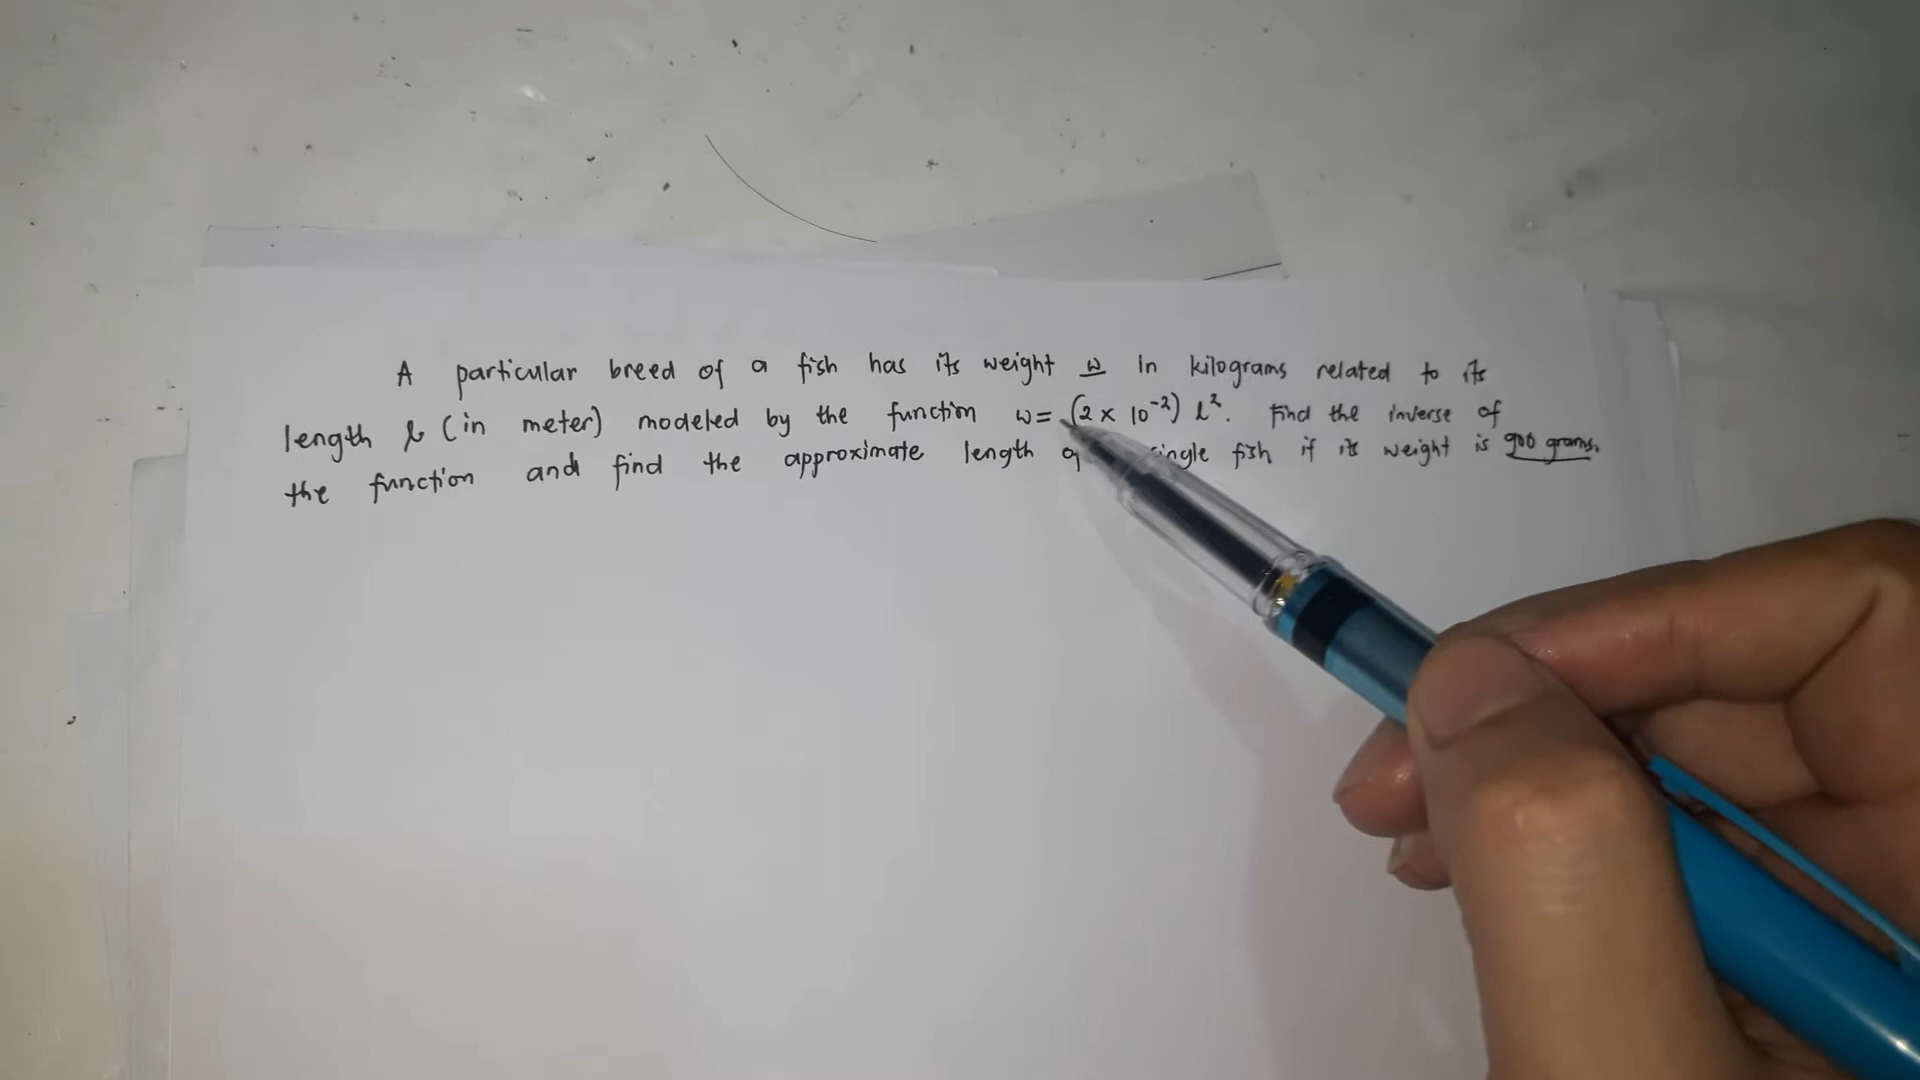 A particular breed of a fish has its weight w in kilograms related to its
length l (in meter) modeled by the function w = (2 x 10⁻²) l². Find the inverse of
the function and find the approximate length single fish if its weight is 900 grams.